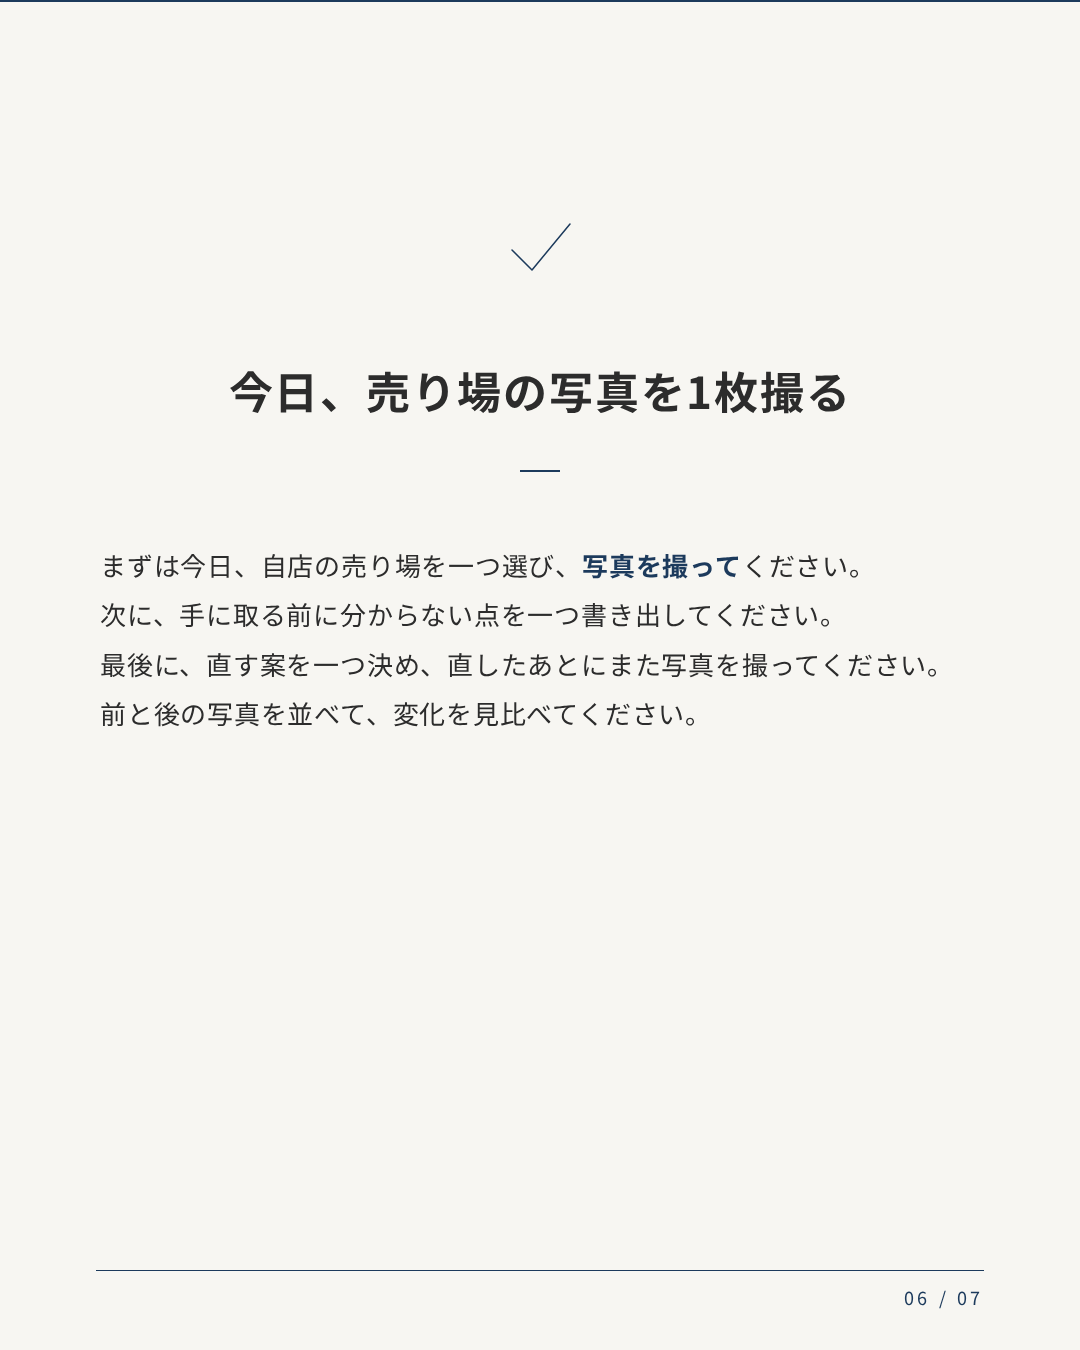 今日、売り場の写真を1枚撮る
まずは今日、自店の売り場を一つ選び、写真を撮ってください。
次に、手に取る前に分からない点を一つ書き出してください。
最後に、直す案を一つ決め、直したあとにまた写真を撮ってください。
前と後の写真を並べて、変化を見比べてください。
06 / 07